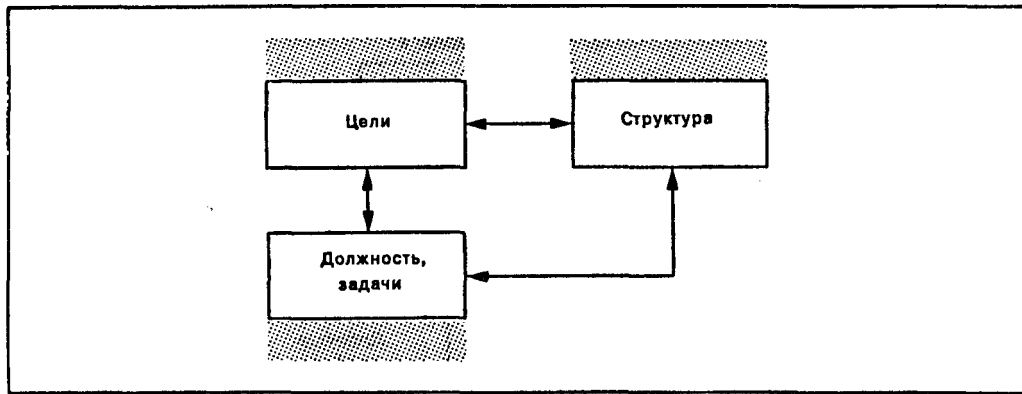 Цели
Структура
Должность,
задачи